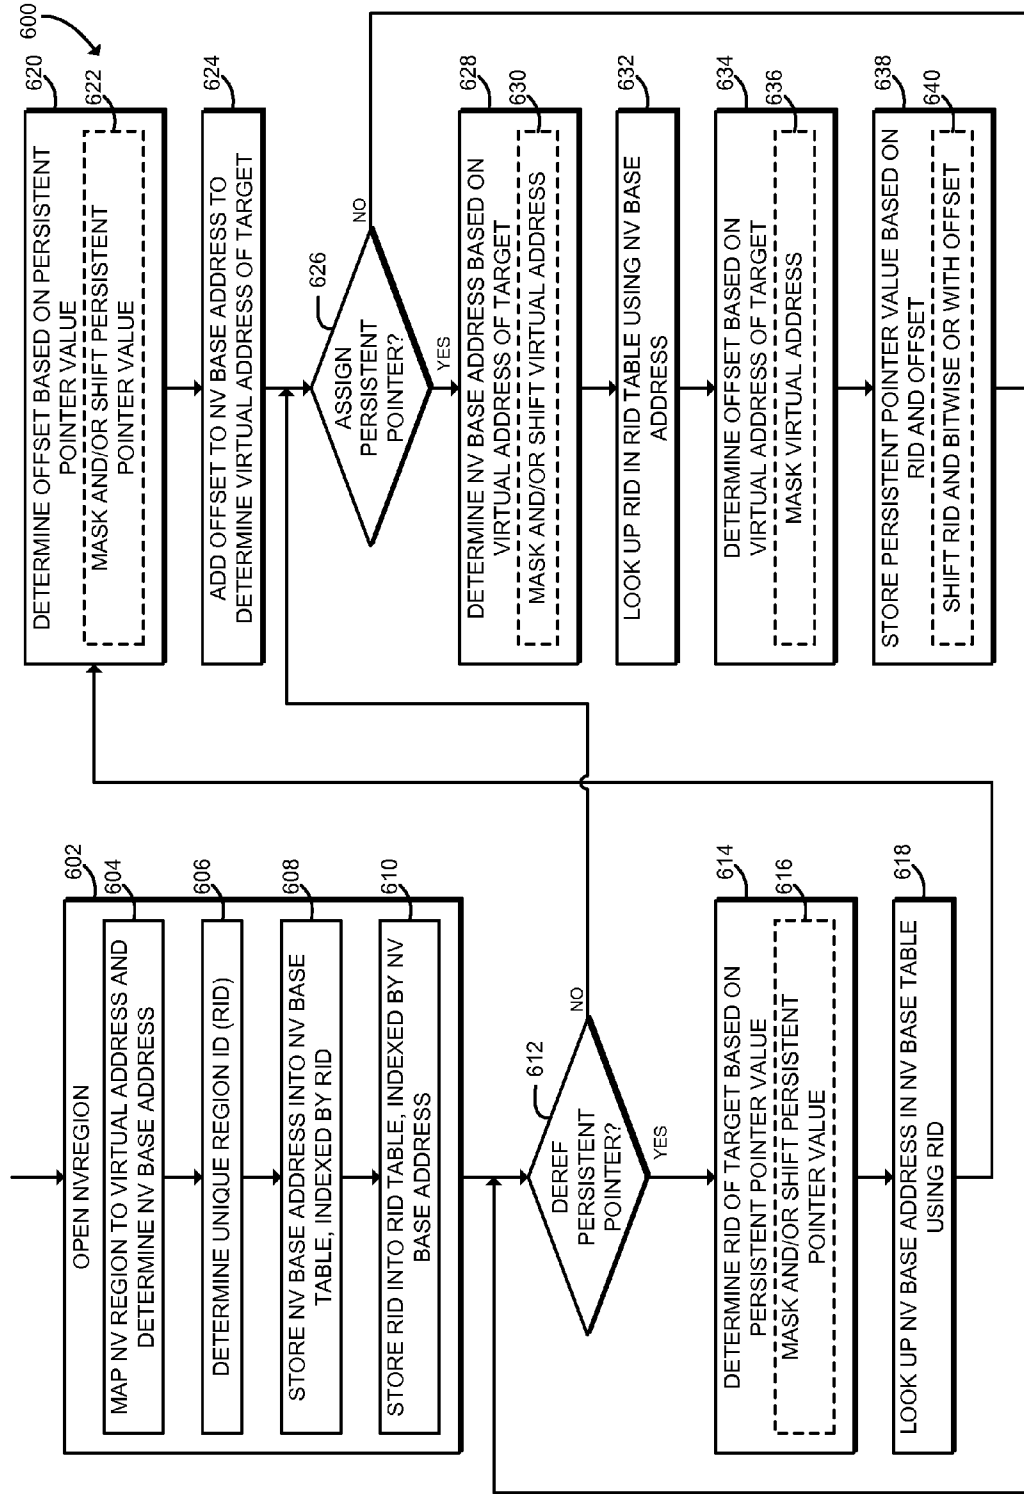 600
OPEN NVREGION
602
MAP NV REGION TO VIRTUAL ADDRESS AND
DETERMINE NV BASE ADDRESS
604
DETERMINE UNIQUE REGION ID (RID)
606
STORE NV BASE ADDRESS INTO NV BASE
TABLE, INDEXED BY RID
608
STORE RID INTO RID TABLE, INDEXED BY NV
BASE ADDRESS
610
DEREF
PERSISTENT
POINTER?
612
NO
YES
DETERMINE RID OF TARGET BASED ON
PERSISTENT POINTER VALUE
614
MASK AND/OR SHIFT PERSISTENT
POINTER VALUE
616
LOOK UP NV BASE ADDRESS IN NV BASE TABLE
USING RID
618
DETERMINE OFFSET BASED ON PERSISTENT
POINTER VALUE
620
MASK AND/OR SHIFT PERSISTENT
POINTER VALUE
622
ADD OFFSET TO NV BASE ADDRESS TO
DETERMINE VIRTUAL ADDRESS OF TARGET
624
ASSIGN
PERSISTENT
POINTER?
626
NO
YES
DETERMINE NV BASE ADDRESS BASED ON
VIRTUAL ADDRESS OF TARGET
628
MASK AND/OR SHIFT VIRTUAL ADDRESS
630
LOOK UP RID IN RID TABLE USING NV BASE
ADDRESS
632
DETERMINE OFFSET BASED ON
VIRTUAL ADDRESS OF TARGET
634
MASK VIRTUAL ADDRESS
636
STORE PERSISTENT POINTER VALUE BASED ON
RID AND OFFSET
638
SHIFT RID AND BITWISE OR WITH OFFSET
640